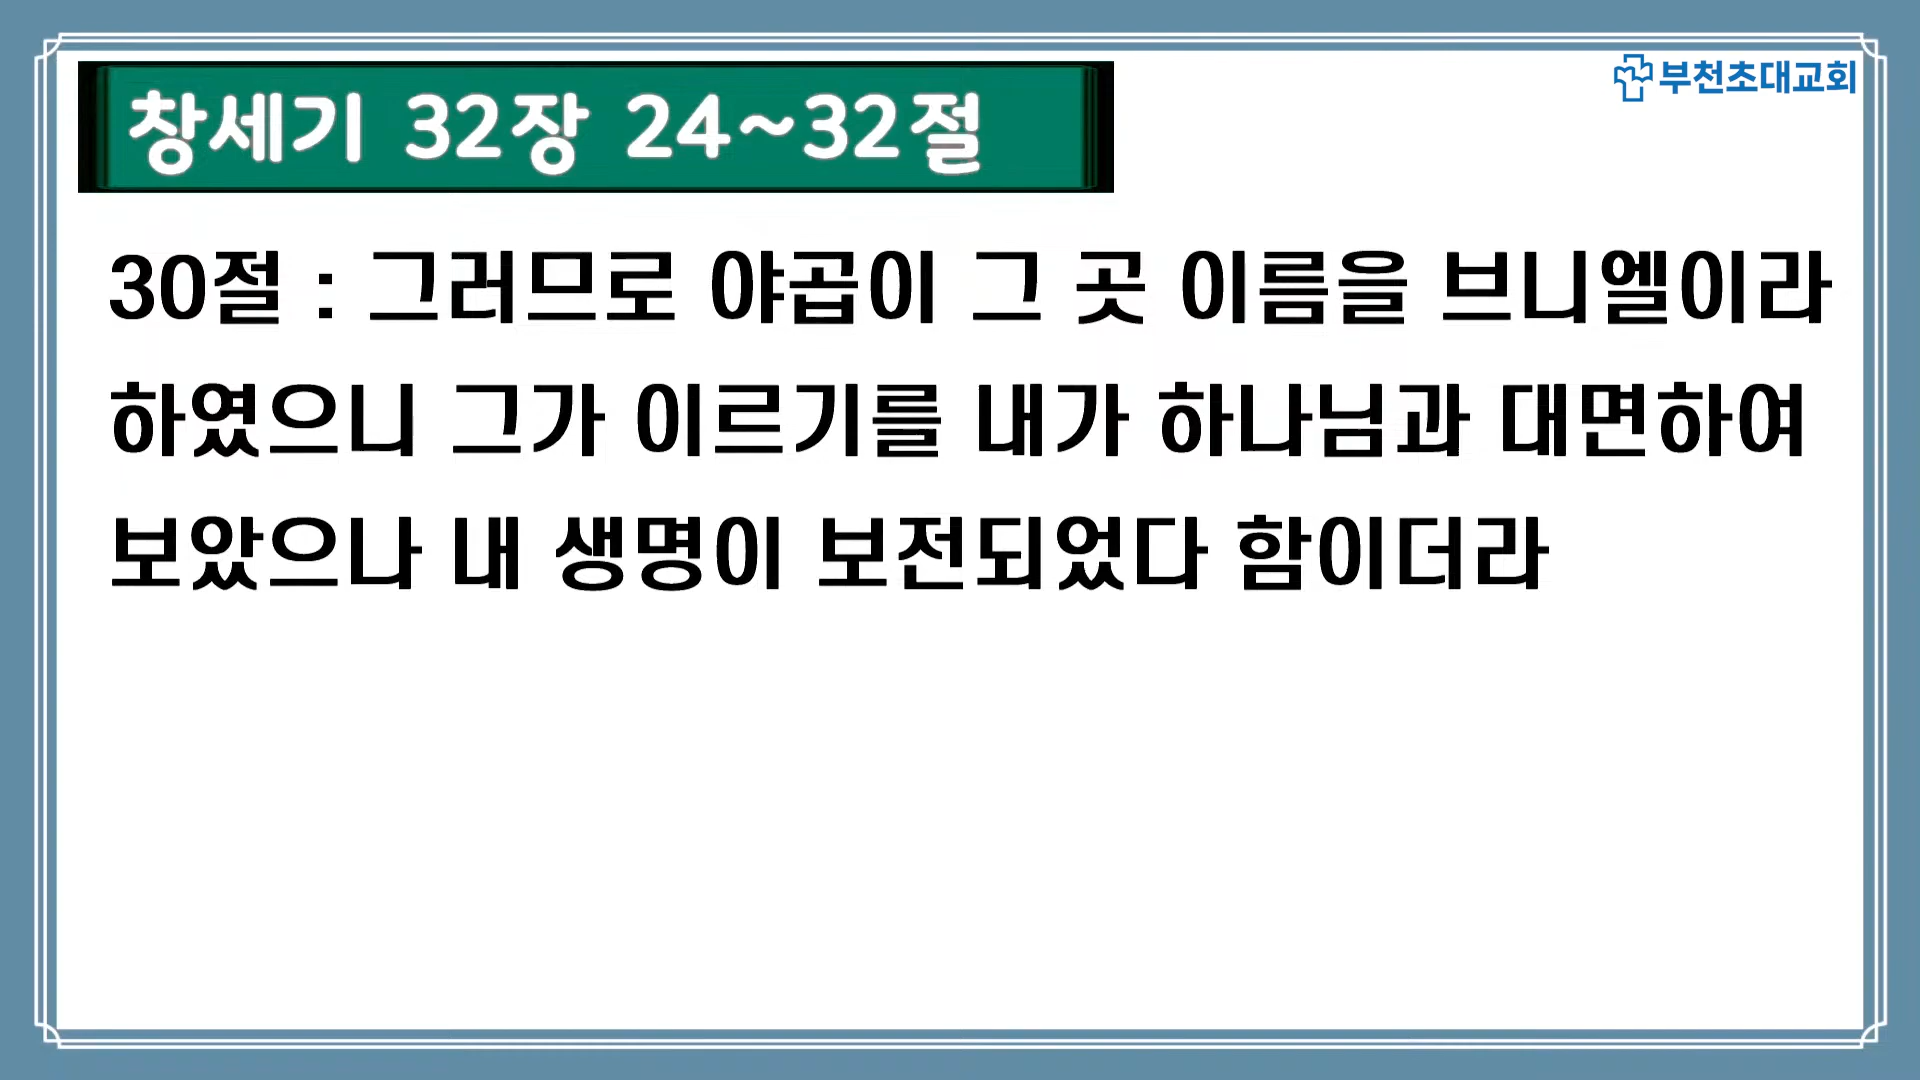 부천초대교회
창세기 32장 24~32절
30절 : 그러므로 야곱이 그 곳 이름을 브니엘이라
하였으니 그가 이르기를 내가 하나님과 대면하여
보았으나 내 생명이 보전되었다 함이더라